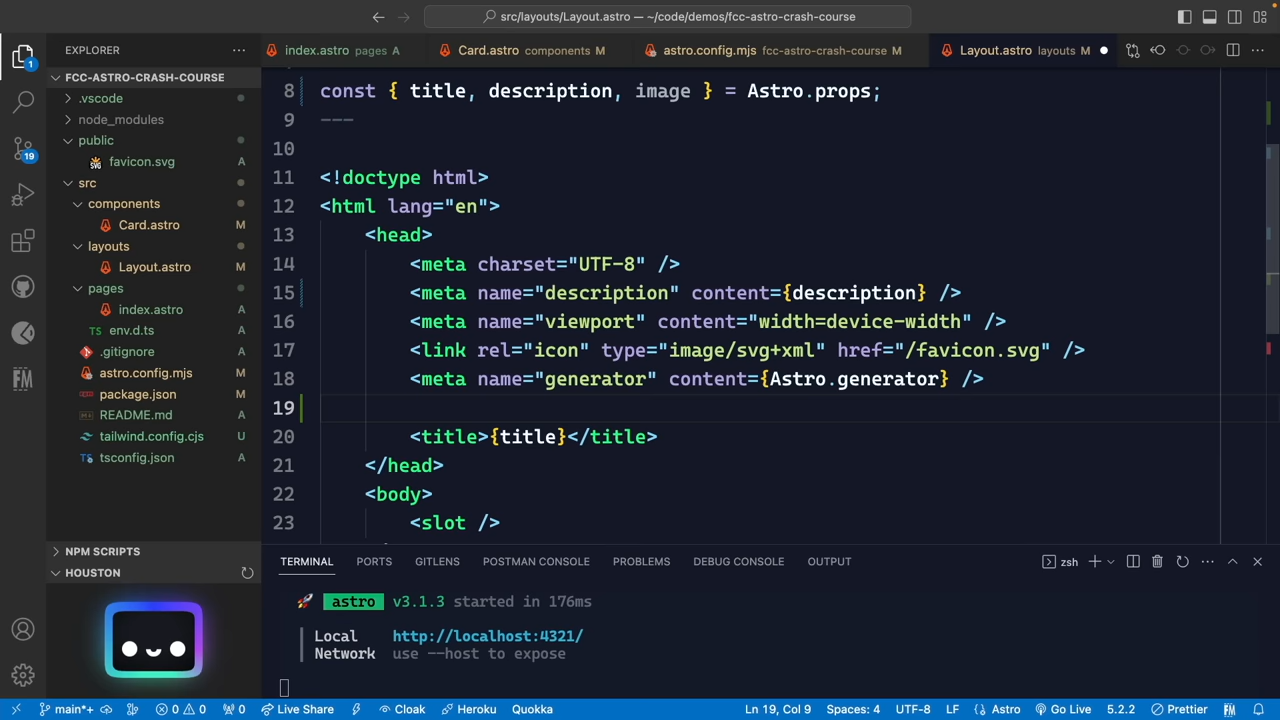 src/layouts/Layout.astro — ~/code/demos/fcc-astro-crash-course
EXPLORER
index.astro pages A
Card.astro components M
astro.config.mjs fcc-astro-crash-course M
Layout.astro layouts M
FCC-ASTRO-CRASH-COURSE
.vscode
node_modules
public
favicon.svg A
src
components
Card.astro M
layouts
Layout.astro M
pages
index.astro A
env.d.ts A
.gitignore A
astro.config.mjs M
package.json M
README.md A
tailwind.config.cjs U
tsconfig.json A
NPM SCRIPTS
HOUSTON
1
19
8 const { title, description, image } = Astro.props;
9 ---
10
11 <!doctype html>
12 <html lang="en">
13 <head>
14 <meta charset="UTF-8" />
15 <meta name="description" content={description} />
16 <meta name="viewport" content="width=device-width" />
17 <link rel="icon" type="image/svg+xml" href="/favicon.svg" />
18 <meta name="generator" content={Astro.generator} />
19
20 <title>{title}</title>
21 </head>
22 <body>
23 <slot />
TERMINAL PORTS GITLENS POSTMAN CONSOLE PROBLEMS DEBUG CONSOLE OUTPUT
zsh
🚀 astro v3.1.3 started in 176ms
Local http://localhost:4321/
Network use --host to expose
FM
main*+ 0 0 0 Live Share Cloak Heroku Quokka Ln 19, Col 9 Spaces: 4 UTF-8 LF Astro Go Live 5.2.2 Prettier FM